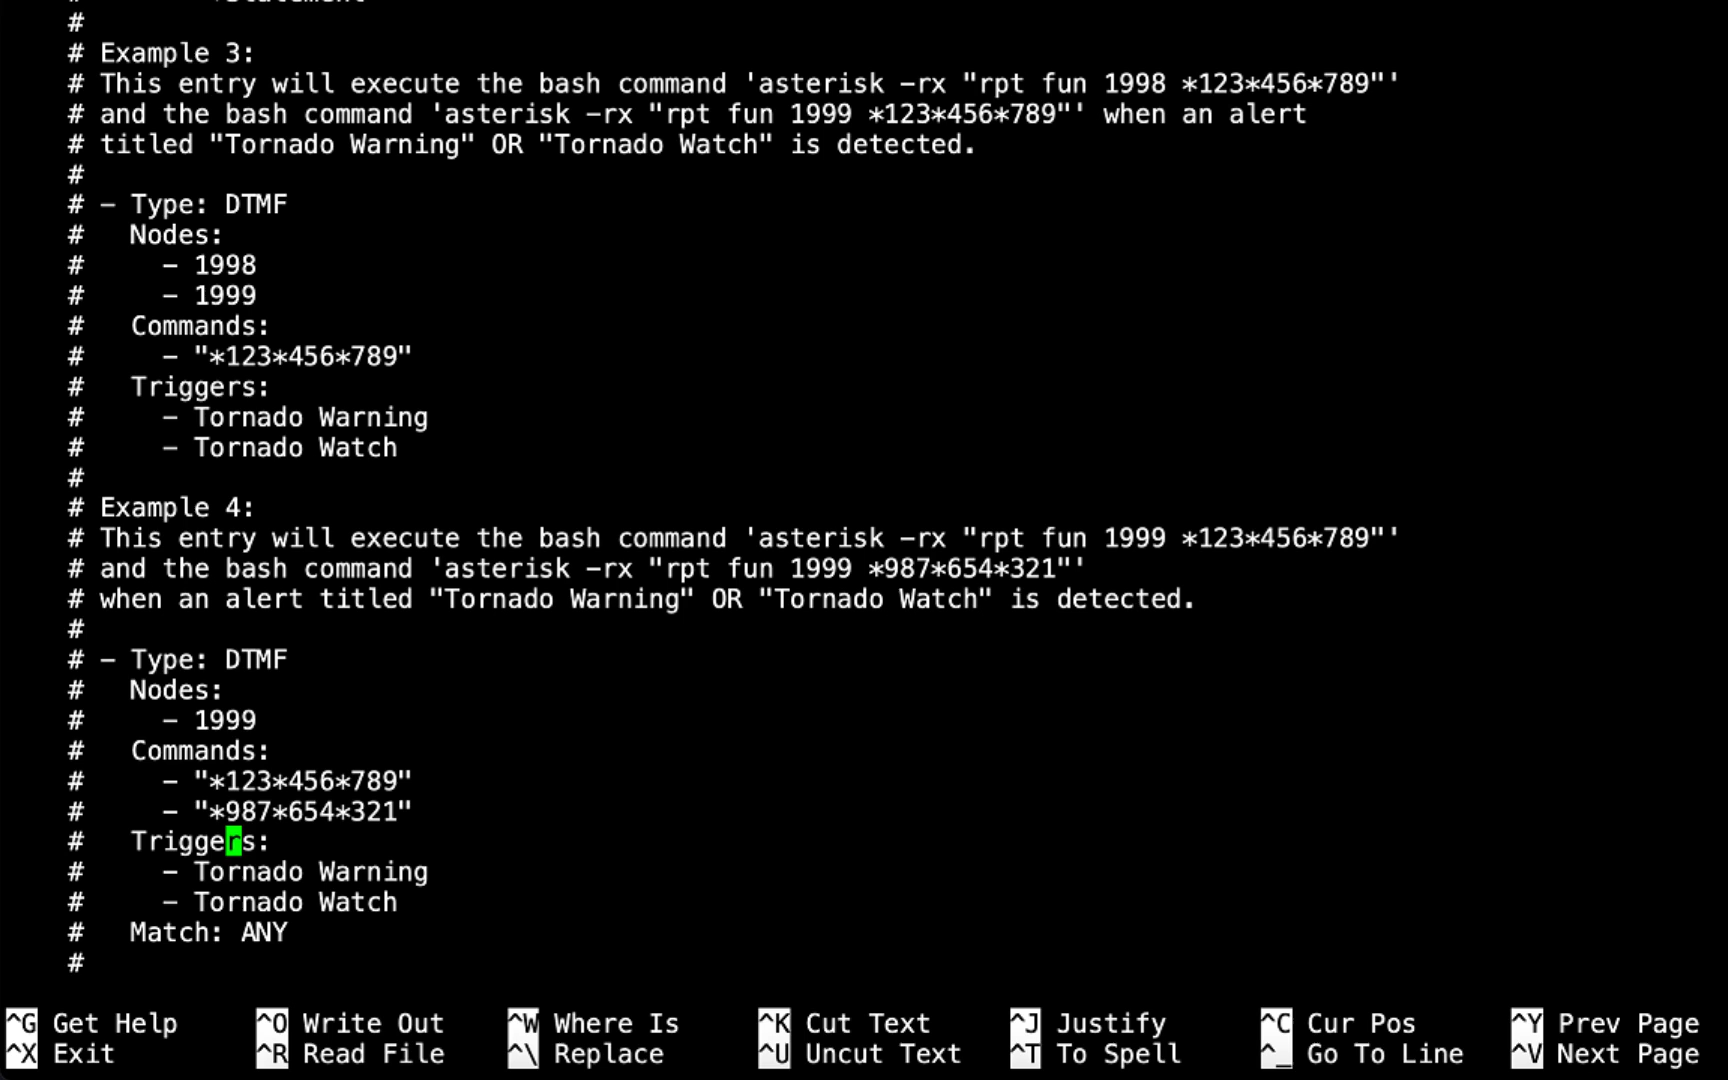 #
#
# Example 3:
# This entry will execute the bash command 'asterisk -rx "rpt fun 1998 *123*456*789"'
# and the bash command 'asterisk -rx "rpt fun 1999 *123*456*789"' when an alert
# titled "Tornado Warning" OR "Tornado Watch" is detected.
#
# - Type: DTMF
#   Nodes:
#     - 1998
#     - 1999
#   Commands:
#     - "*123*456*789"
#   Triggers:
#     - Tornado Warning
#     - Tornado Watch
#
# Example 4:
# This entry will execute the bash command 'asterisk -rx "rpt fun 1999 *123*456*789"'
# and the bash command 'asterisk -rx "rpt fun 1999 *987*654*321"'
# when an alert titled "Tornado Warning" OR "Tornado Watch" is detected.
#
# - Type: DTMF
#   Nodes:
#     - 1999
#   Commands:
#     - "*123*456*789"
#     - "*987*654*321"
#   Triggers:
#     - Tornado Warning
#     - Tornado Watch
#   Match: ANY
#
^G Get Help ^O Write Out ^W Where Is ^K Cut Text ^J Justify ^C Cur Pos ^Y Prev Page
^X Exit ^R Read File ^\ Replace ^U Uncut Text ^T To Spell ^_ Go To Line ^V Next Page